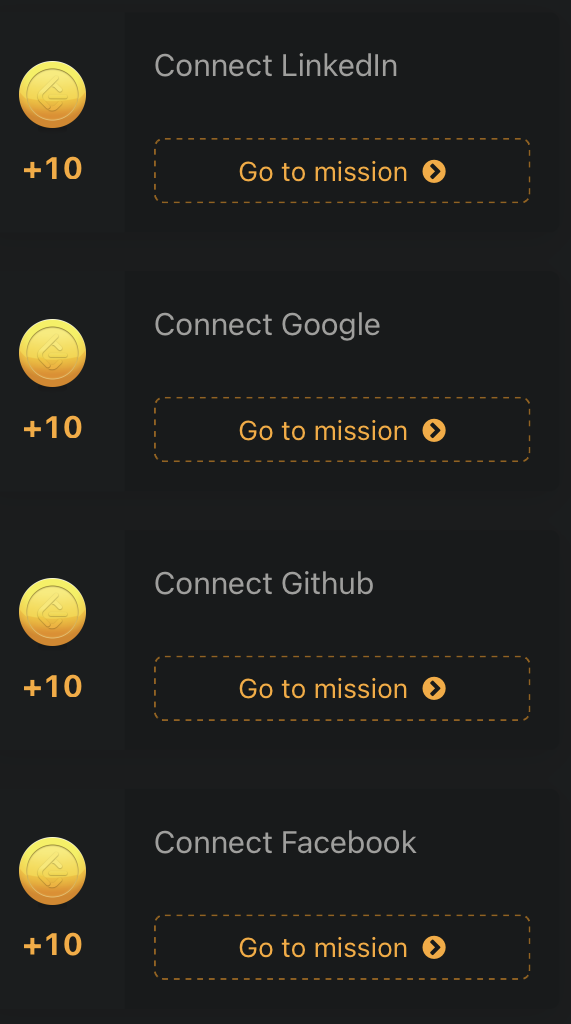 Connect LinkedIn
+10
Go to mission
Connect Google
+10
Go to mission
Connect Github
+10
Go to mission
Connect Facebook
+10
Go to mission